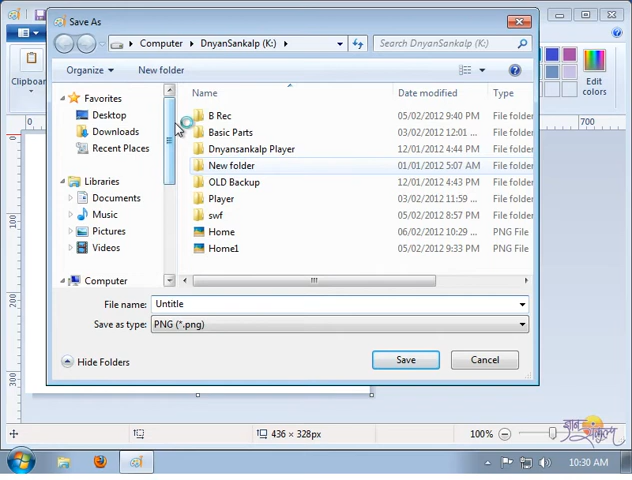 Save As
Computer DnyanSankalp (K:)
Search DnyanSankalp (K:)
Organize New folder
Clipboard
Edit
colors
Name Date modified Type
Favorites
Desktop
Downloads
Recent Places
Libraries
Documents
Music
Pictures
Videos
Computer
B Rec 05/02/2012 9:40 PM File folder
Basic Parts 03/02/2012 12:01 ... File folder
Dnyansankalp Player 12/01/2012 4:44 PM File folder
New folder 01/01/2012 5:07 AM File folder
OLD Backup 12/01/2012 4:43 PM File folder
Player 03/02/2012 11:59 ... File folder
swf 05/02/2012 8:57 PM File folder
Home 06/02/2012 10:29 ... PNG File
Home1 05/02/2012 9:33 PM PNG File
File name: Untitle
Save as type: PNG (*.png)
Hide Folders Save Cancel
700
100
200
300
436 × 328px 100%
ज्ञान
संकल्प
10:30 AM